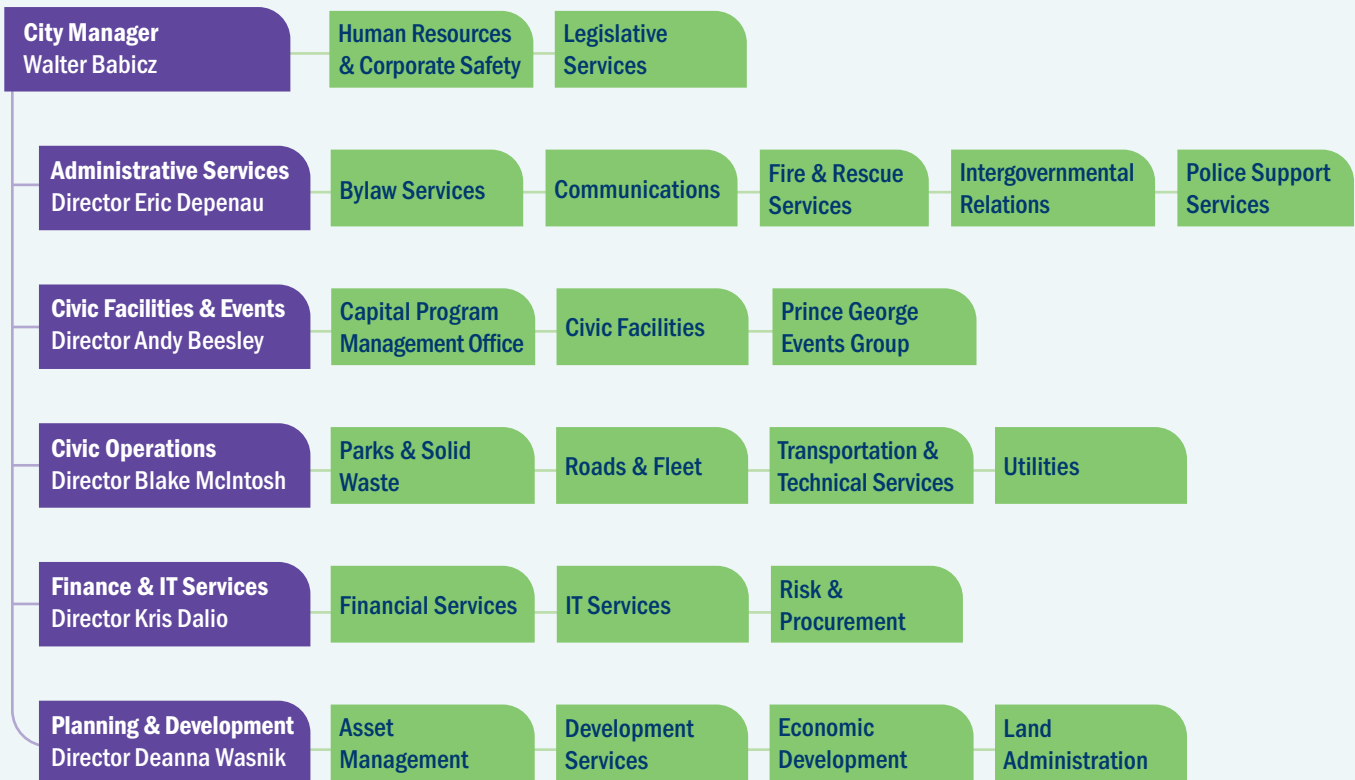 City Manager
Walter Babicz
Human Resources
& Corporate Safety
Legislative
Services
Administrative Services
Director Eric Depenau
Bylaw Services
Communications
Fire & Rescue
Services
Intergovernmental
Relations
Police Support
Services
Civic Facilities & Events
Director Andy Beesley
Capital Program
Management Office
Civic Facilities
Prince George
Events Group
Civic Operations
Director Blake McIntosh
Parks & Solid
Waste
Roads & Fleet
Transportation &
Technical Services
Utilities
Finance & IT Services
Director Kris Dalio
Financial Services
IT Services
Risk &
Procurement
Planning & Development
Director Deanna Wasnik
Asset
Management
Development
Services
Economic
Development
Land
Administration